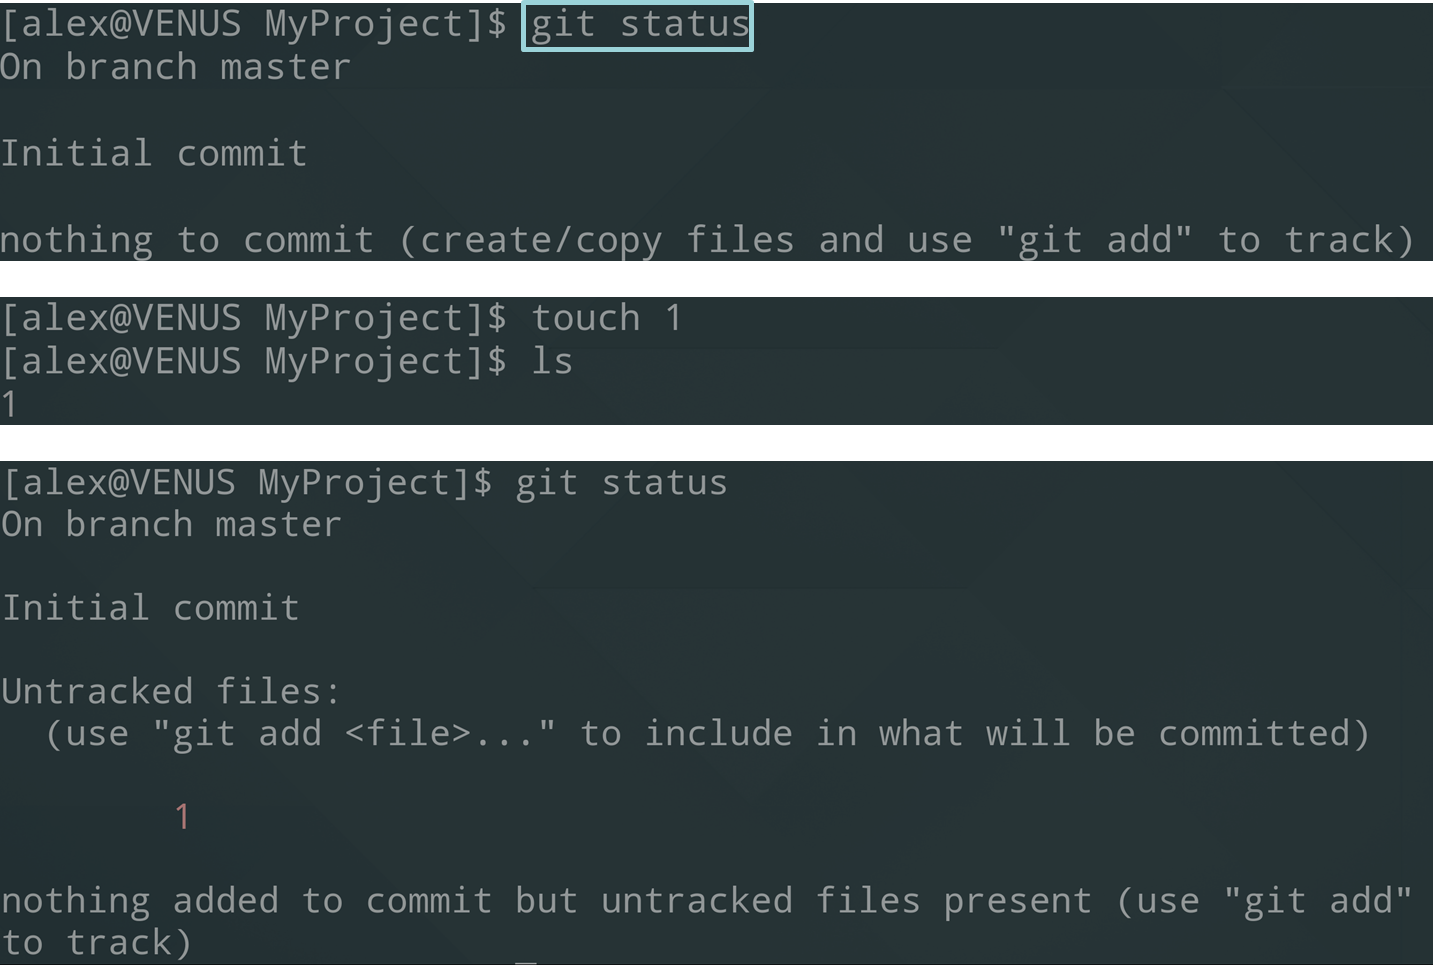 [alex@VENUS MyProject]$ git status
On branch master
Initial commit
nothing to commit (create/copy files and use "git add" to track)
[alex@VENUS MyProject]$ touch 1
[alex@VENUS MyProject]$ ls
1
[alex@VENUS MyProject]$ git status
On branch master
Initial commit
Untracked files:
  (use "git add <file>..." to include in what will be committed)
        1
nothing added to commit but untracked files present (use "git add"
to track)